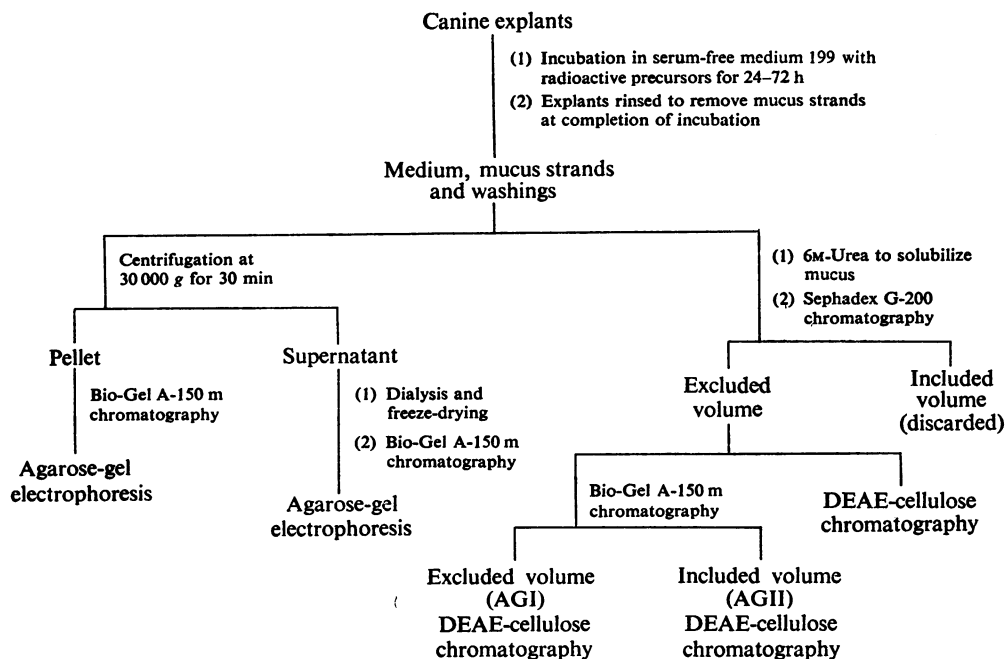 Canine explants
(1) Incubation in serum-free medium 199 with
radioactive precursors for 24–72 h
(2) Explants rinsed to remove mucus strands
at completion of incubation
Medium, mucus strands
and washings
Centrifugation at
30 000 g for 30 min
(1) 6M-Urea to solubilize
mucus
(2) Sephadex G-200
chromatography
Pellet
Supernatant
Bio-Gel A-150 m
chromatography
(1) Dialysis and
freeze-drying
(2) Bio-Gel A-150 m
chromatography
Excluded
volume
Included
volume
(discarded)
Agarose-gel
electrophoresis
Agarose-gel
electrophoresis
Bio-Gel A-150 m
chromatography
DEAE-cellulose
chromatography
Excluded volume
(AGI)
DEAE-cellulose
chromatography
Included volume
(AGII)
DEAE-cellulose
chromatography